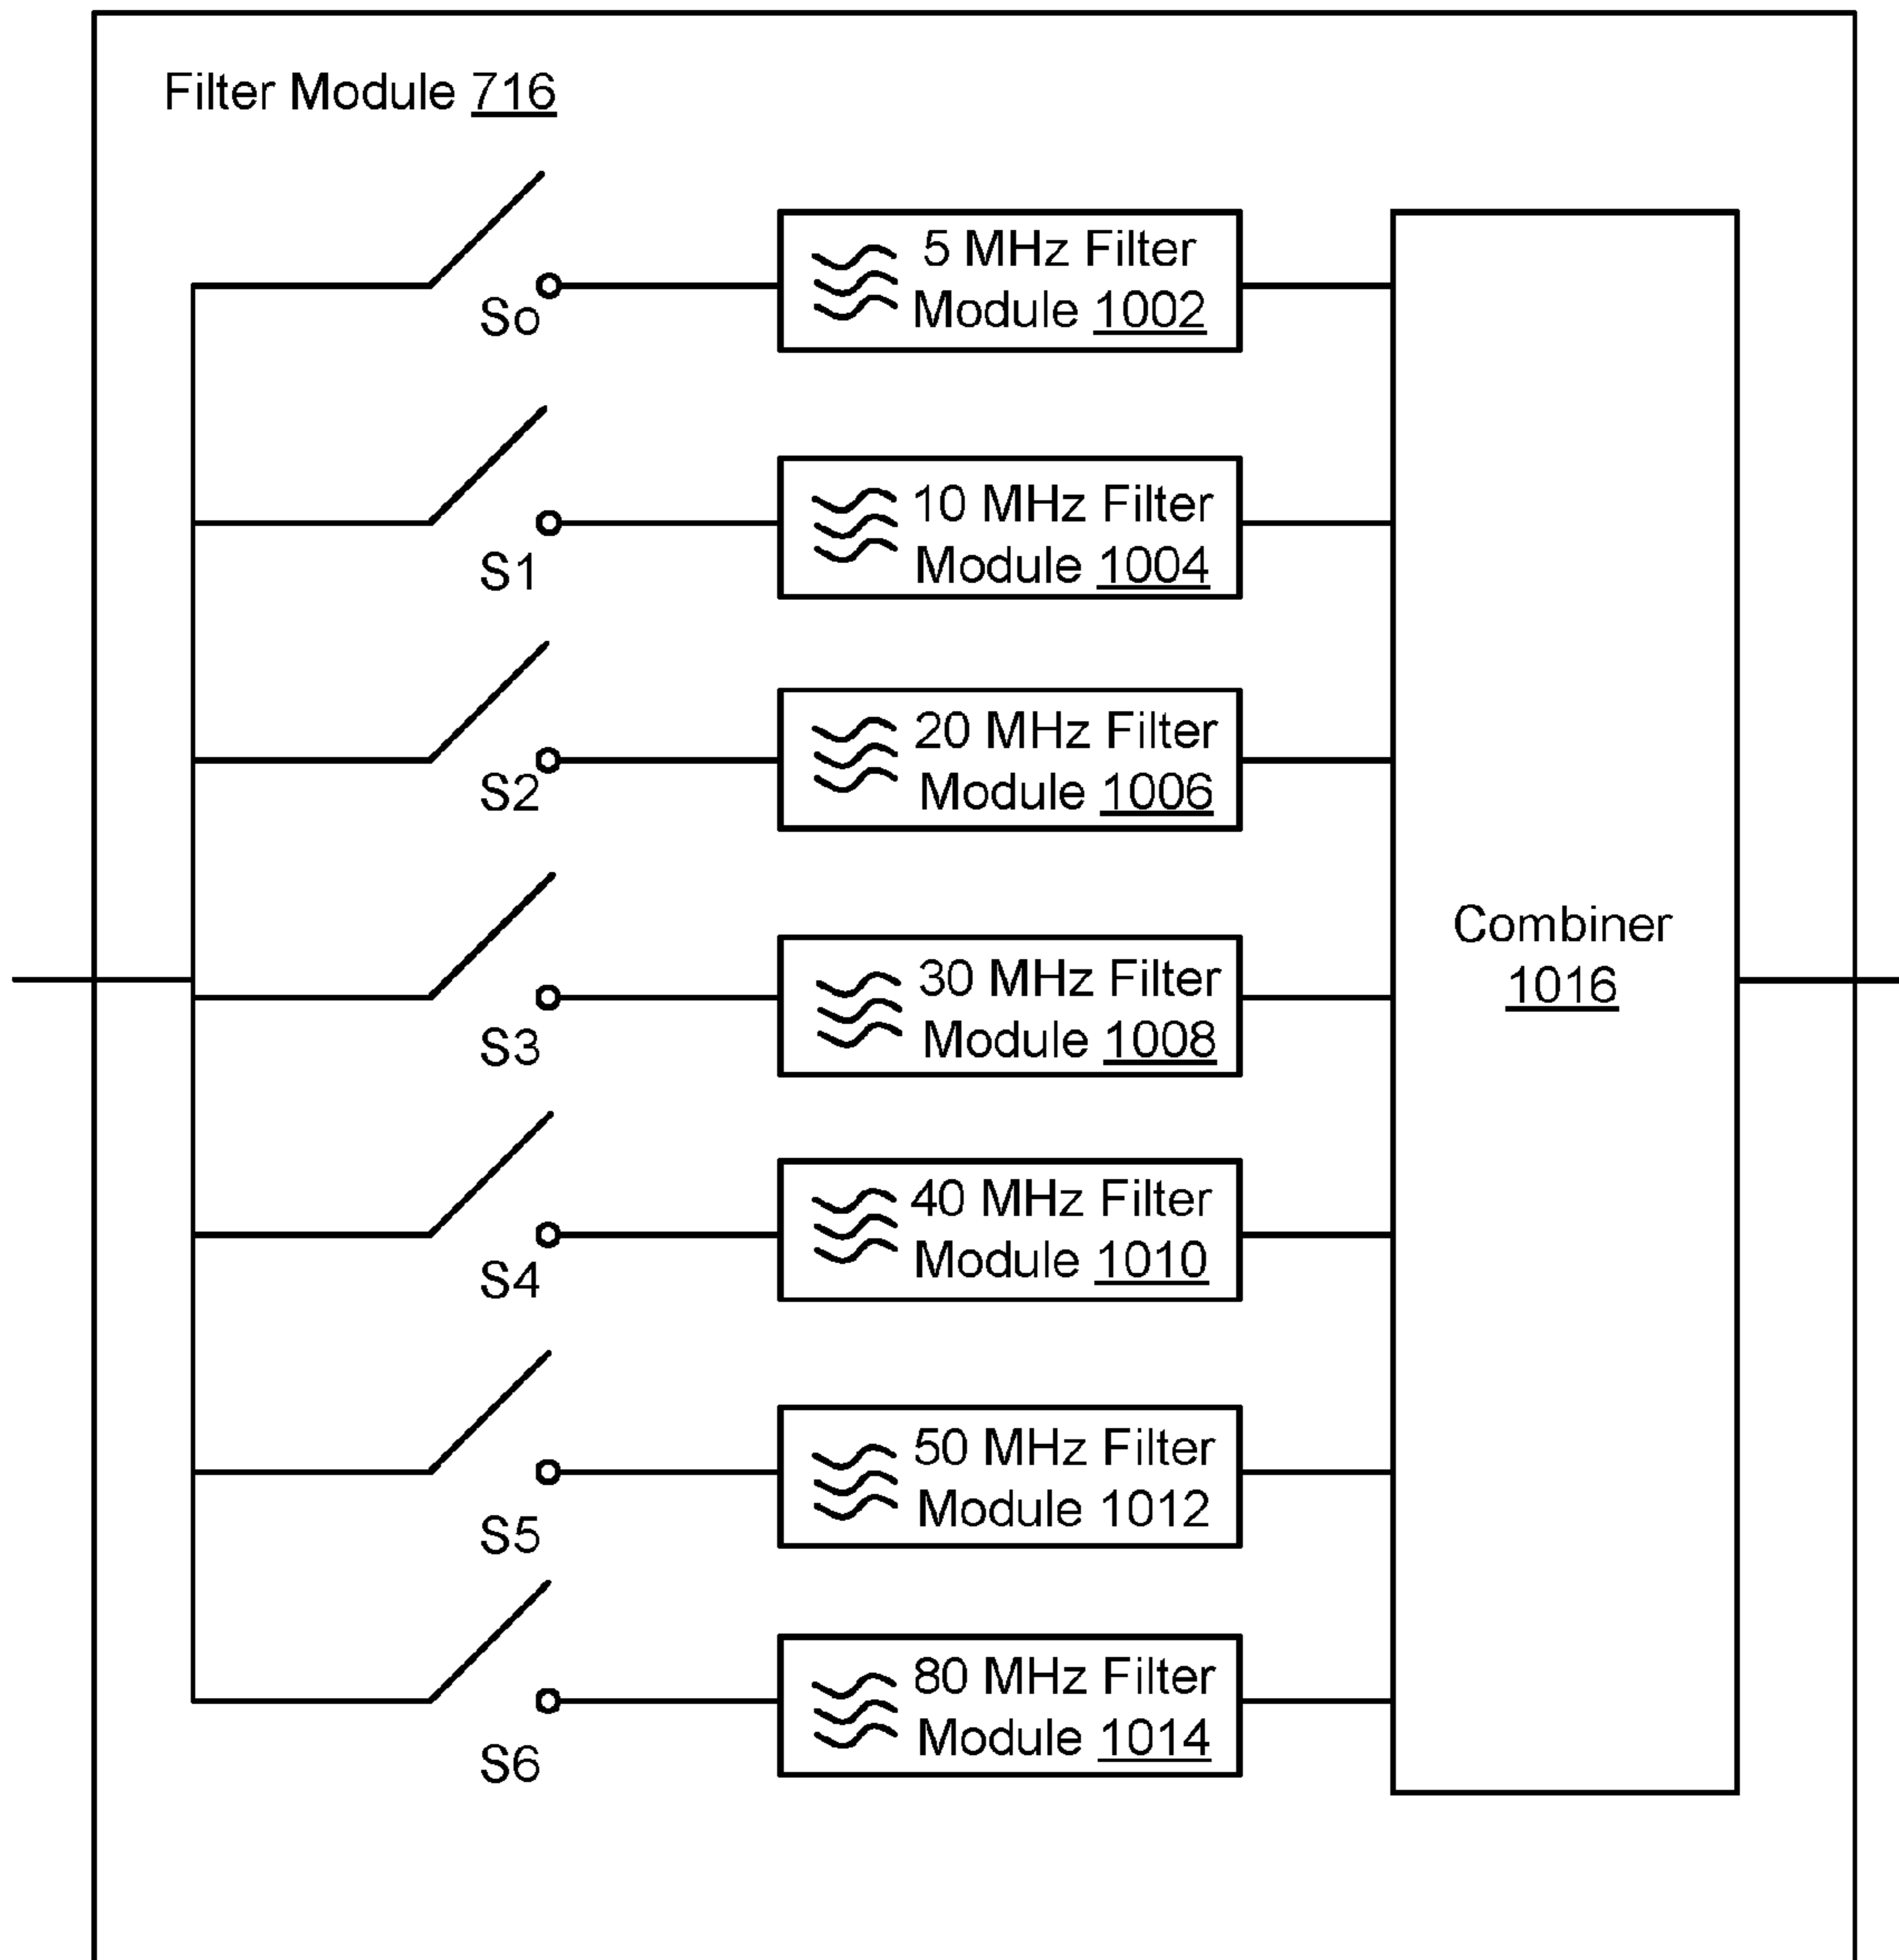 Filter Module 716
So
5 MHz Filter
Module 1002
S1
10 MHz Filter
Module 1004
S2
20 MHz Filter
Module 1006
S3
30 MHz Filter
Module 1008
Combiner
1016
S4
40 MHz Filter
Module 1010
S5
50 MHz Filter
Module 1012
S6
80 MHz Filter
Module 1014